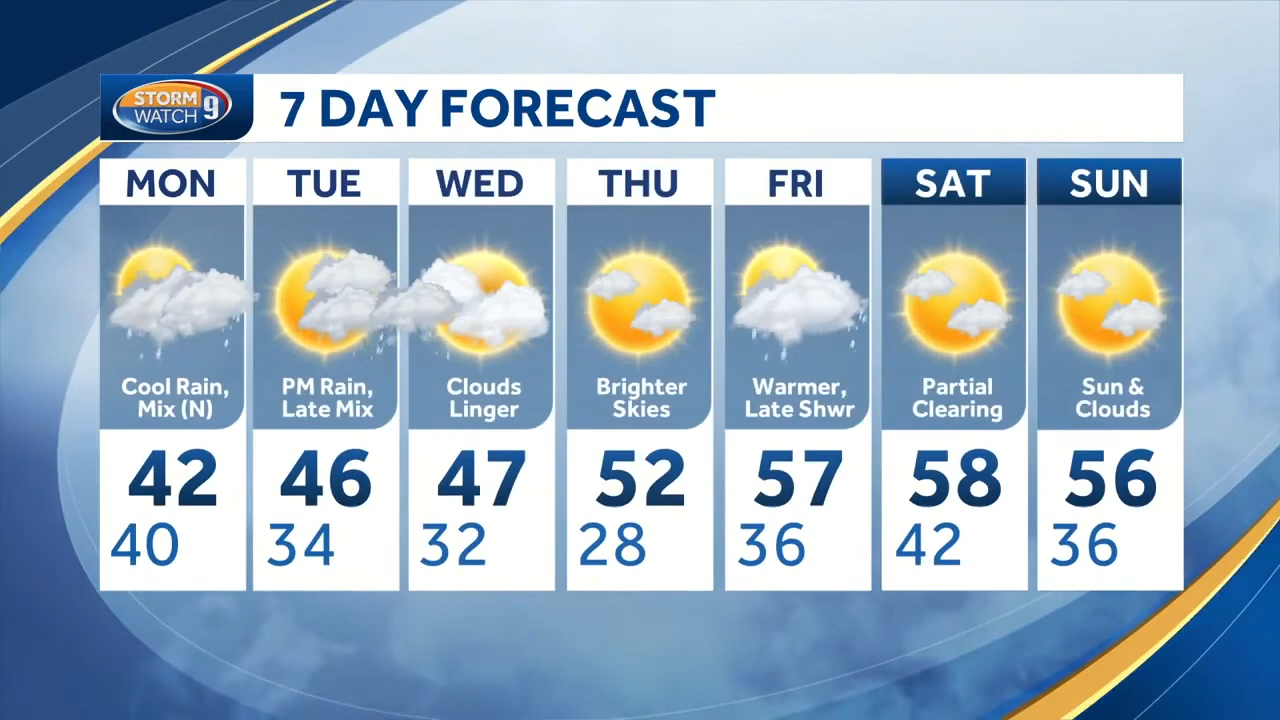 STORM
WATCH 9
7 DAY FORECAST
MON TUE WED THU FRI SAT SUN
Cool Rain,
Mix (N)
PM Rain,
Late Mix
Clouds
Linger
Brighter
Skies
Warmer,
Late Shwr
Partial
Clearing
Sun &
Clouds
42 46 47 52 57 58 56
40 34 32 28 36 42 36